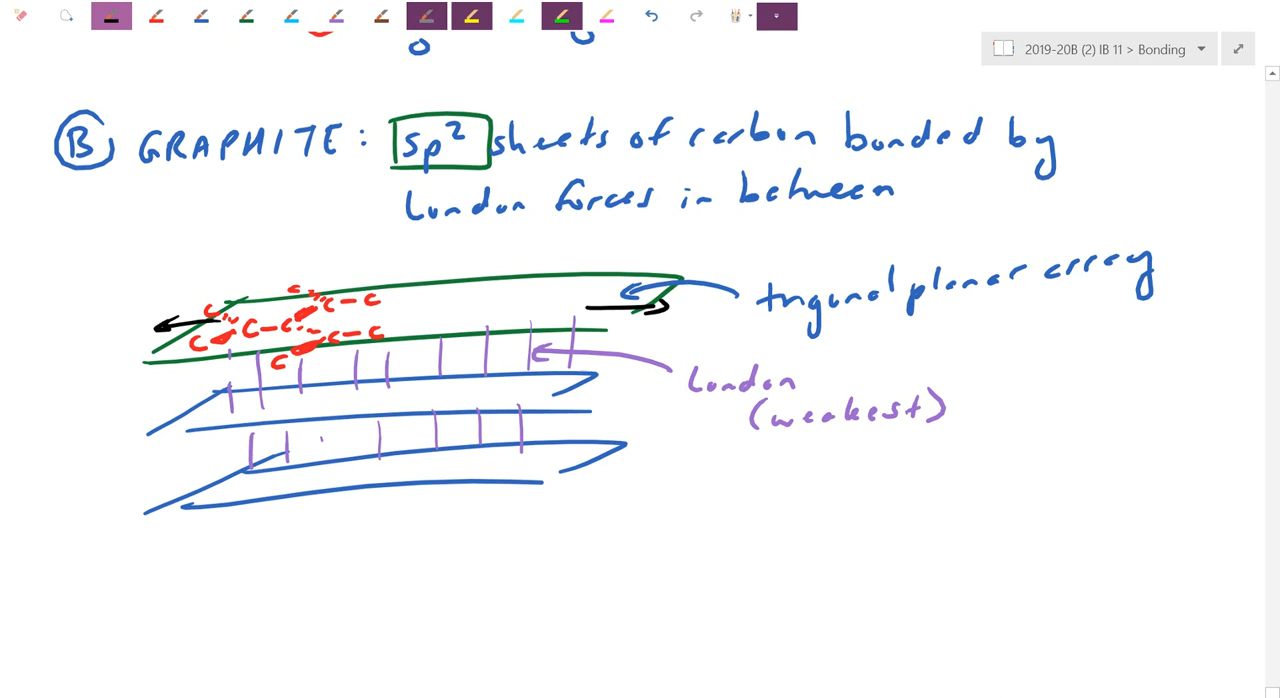 2019-20B (2) IB 11 > Bonding
B GRAPHITE: sp² sheets of carbon bonded by
London forces in between
trigonal planar array
C C C-C
C C-C C-C
C
London
(weakest)